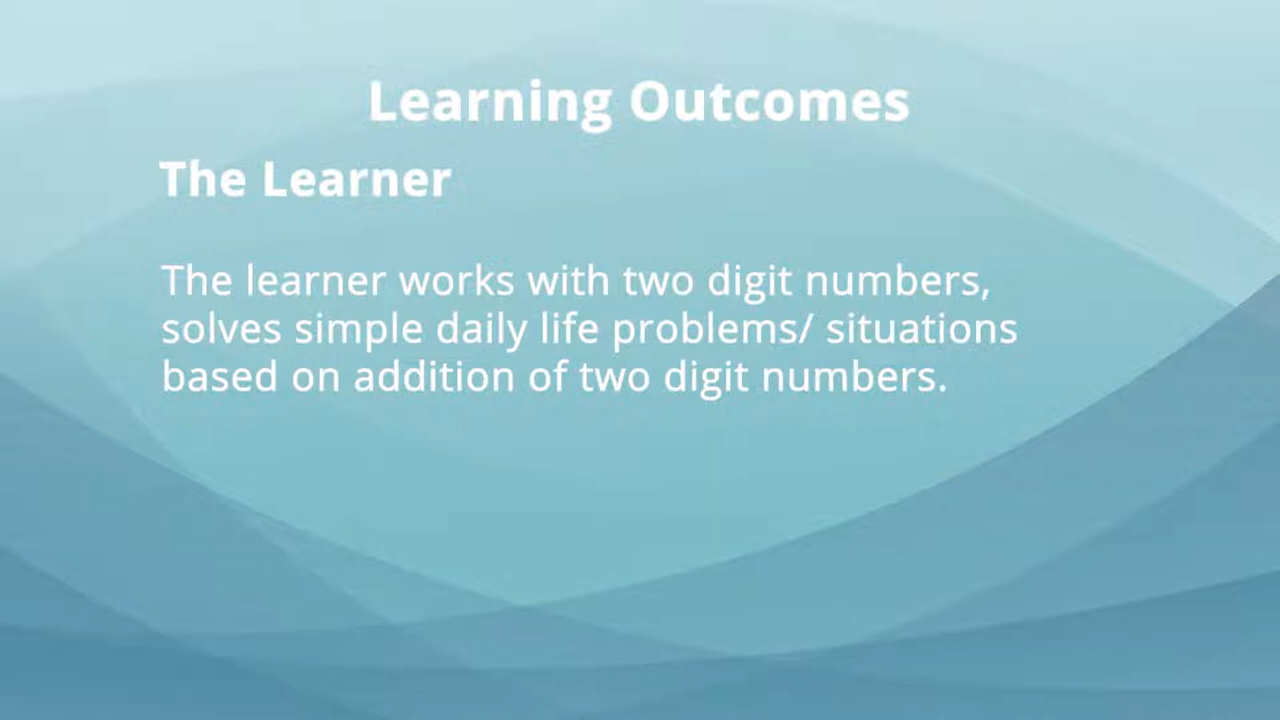 Learning Outcomes
The Learner
The learner works with two digit numbers,
solves simple daily life problems/ situations
based on addition of two digit numbers.